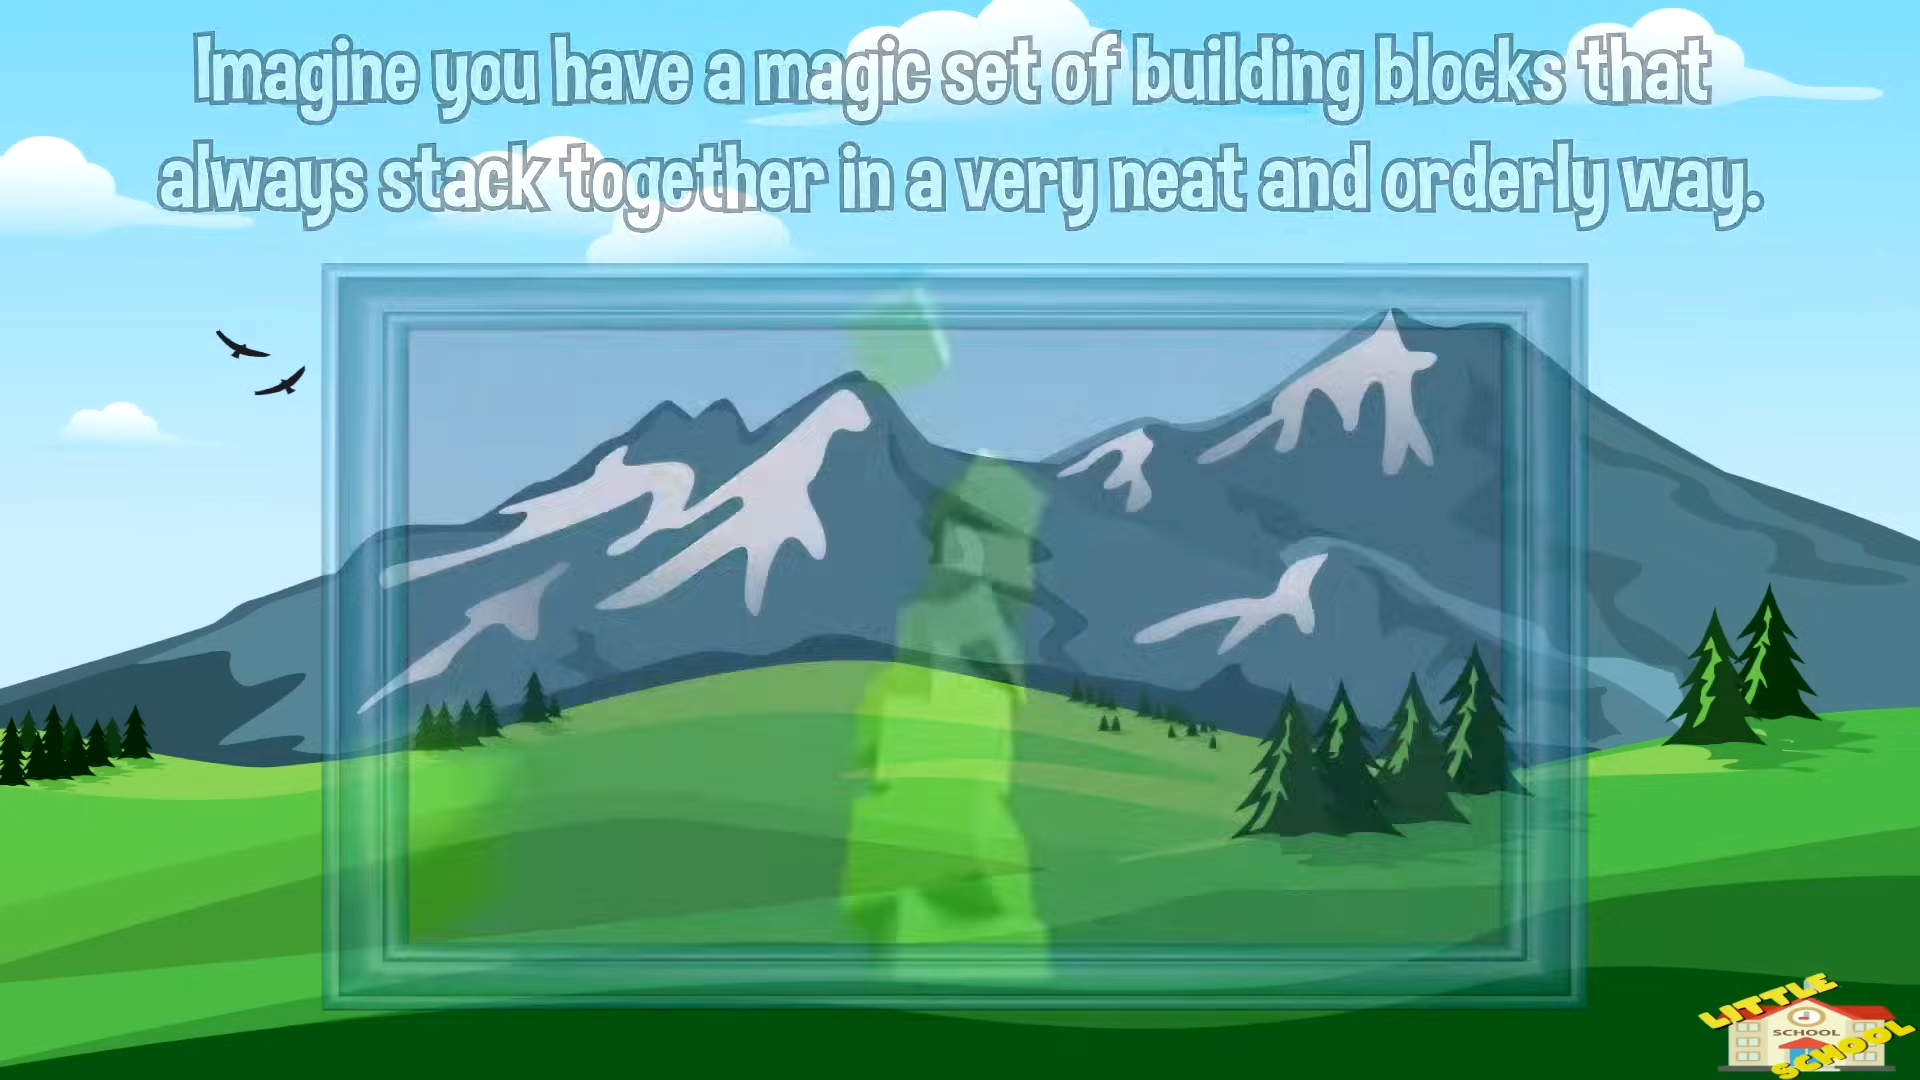 Imagine you have a magic set of building blocks that
always stack together in a very neat and orderly way.
LITTLE
SCHOOL
SCHOOL